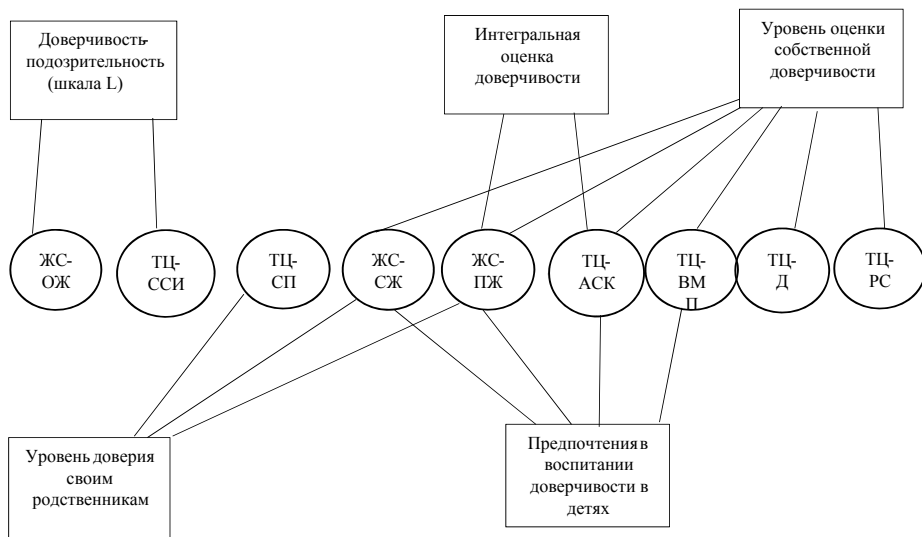 Доверчивость-
подозрительность
(шкала L)
Интегральная
оценка
доверчивости
Уровень оценки
собственной
доверчивости
ЖС-
ОЖ
ТЦ-
ССИ
ТЦ-
СП
ЖС-
СЖ
ЖС-
ПЖ
ТЦ-
АСК
ТЦ-
ВМ
П
ТЦ-
Д
ТЦ-
РС
Уровень доверия
своим
родственникам
Предпочтения в
воспитании
доверчивости в
детях